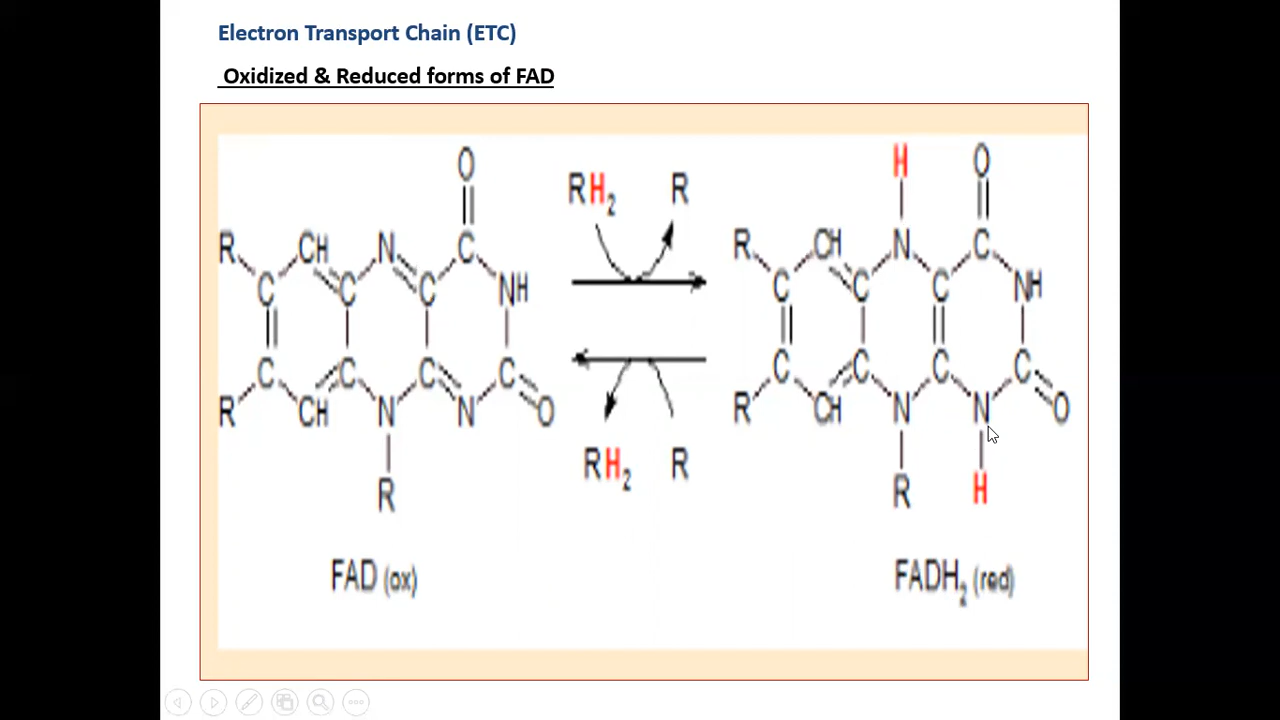 Electron Transport Chain (ETC)
Oxidized & Reduced forms of FAD
O H O
RH2 R
R CH N C R CH N C
C C C NH C C C NH
C C C C C C C C
R CH N N O R CH N N O
RH2 R
R R H
FAD (ox) FADH2 (red)